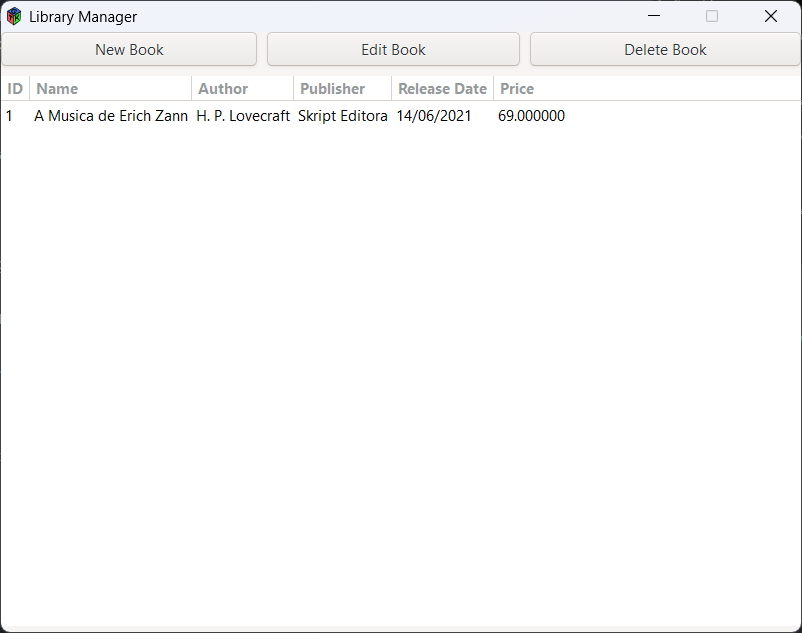 Library Manager
New Book Edit Book Delete Book
ID Name Author Publisher Release Date Price
1 A Musica de Erich Zann H. P. Lovecraft Skript Editora 14/06/2021 69.000000